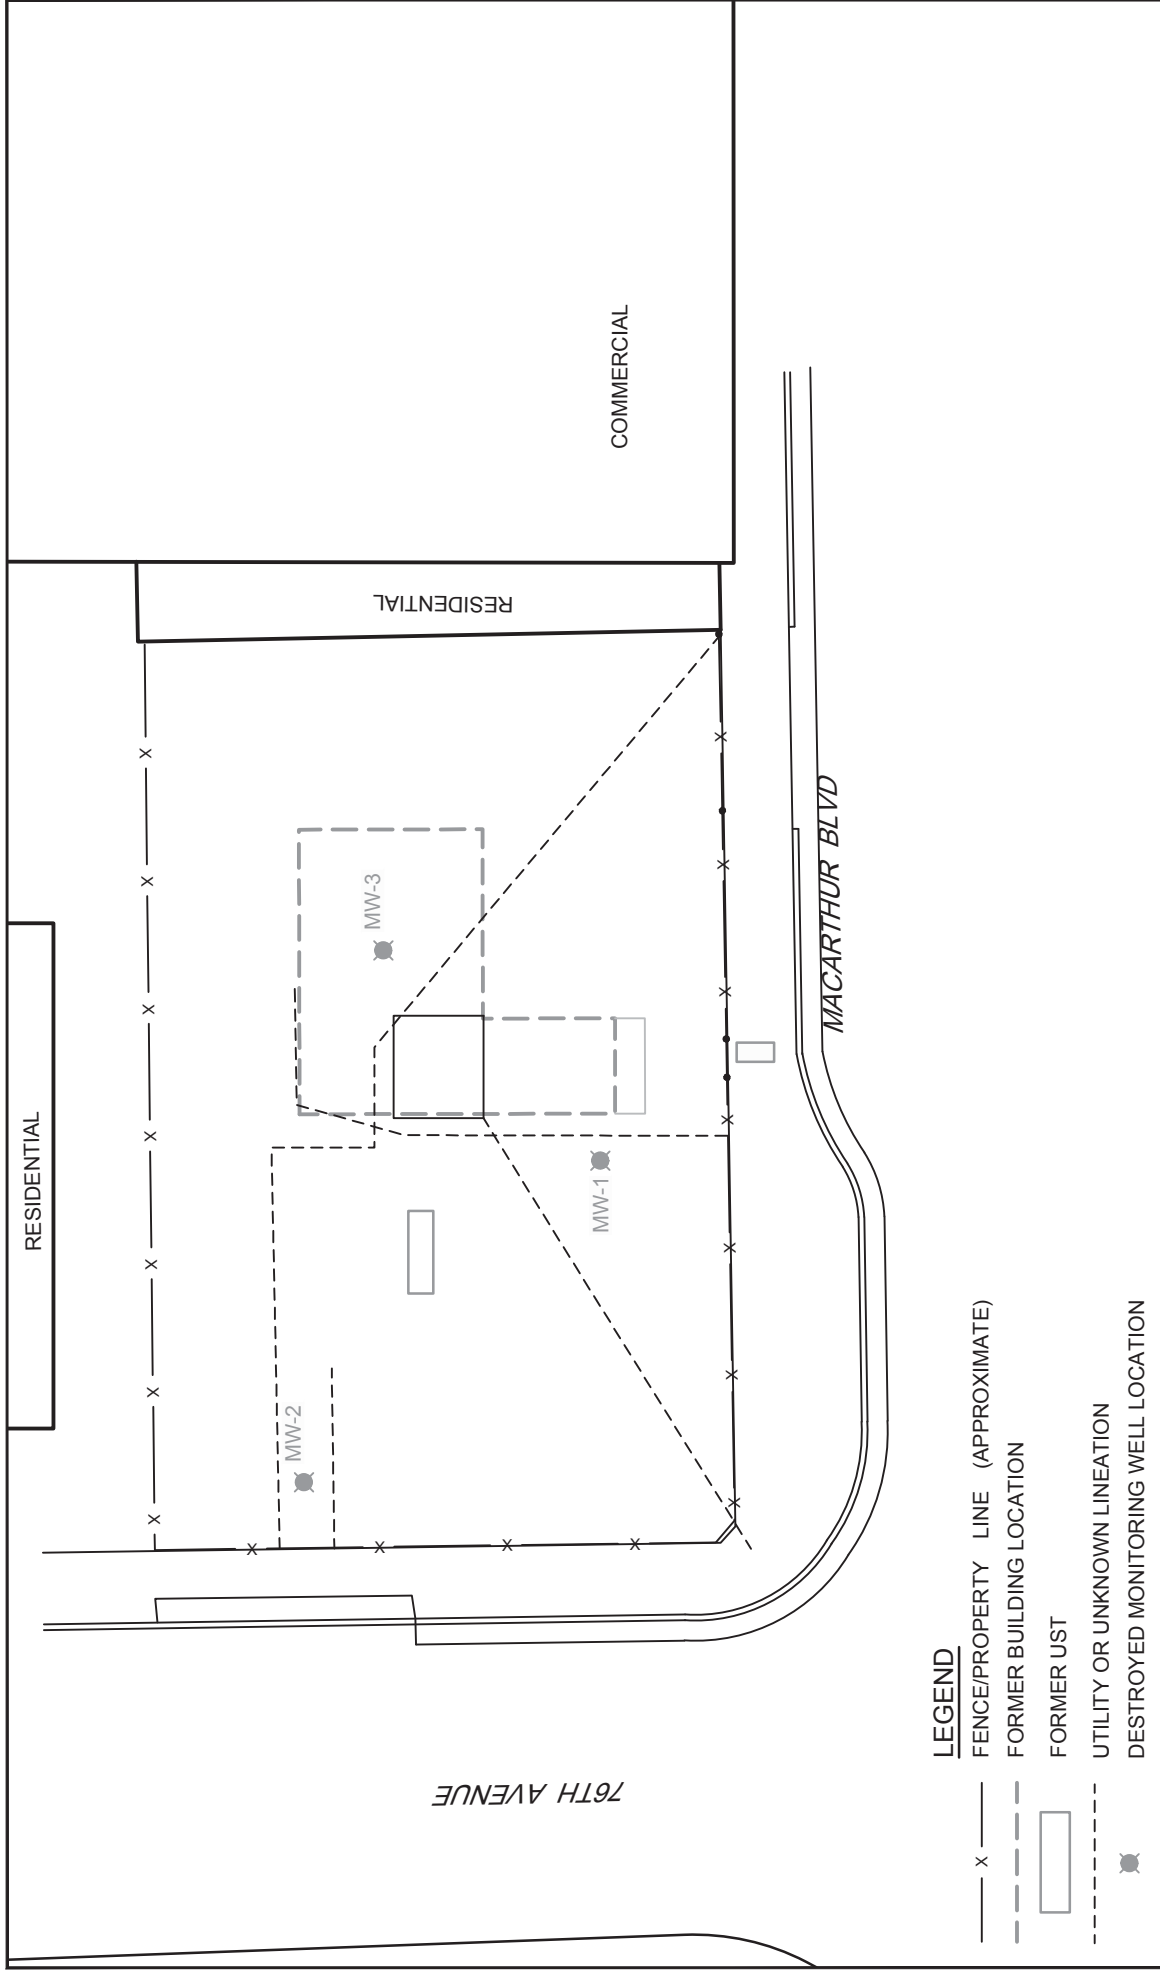 RESIDENTIAL
RESIDENTIAL
COMMERCIAL
MW-3
MW-2
MW-1
MACARTHUR BLVD
76TH AVENUE
LEGEND
X FENCE/PROPERTY LINE (APPROXIMATE)
FORMER BUILDING LOCATION
FORMER UST
UTILITY OR UNKNOWN LINEATION
DESTROYED MONITORING WELL LOCATION